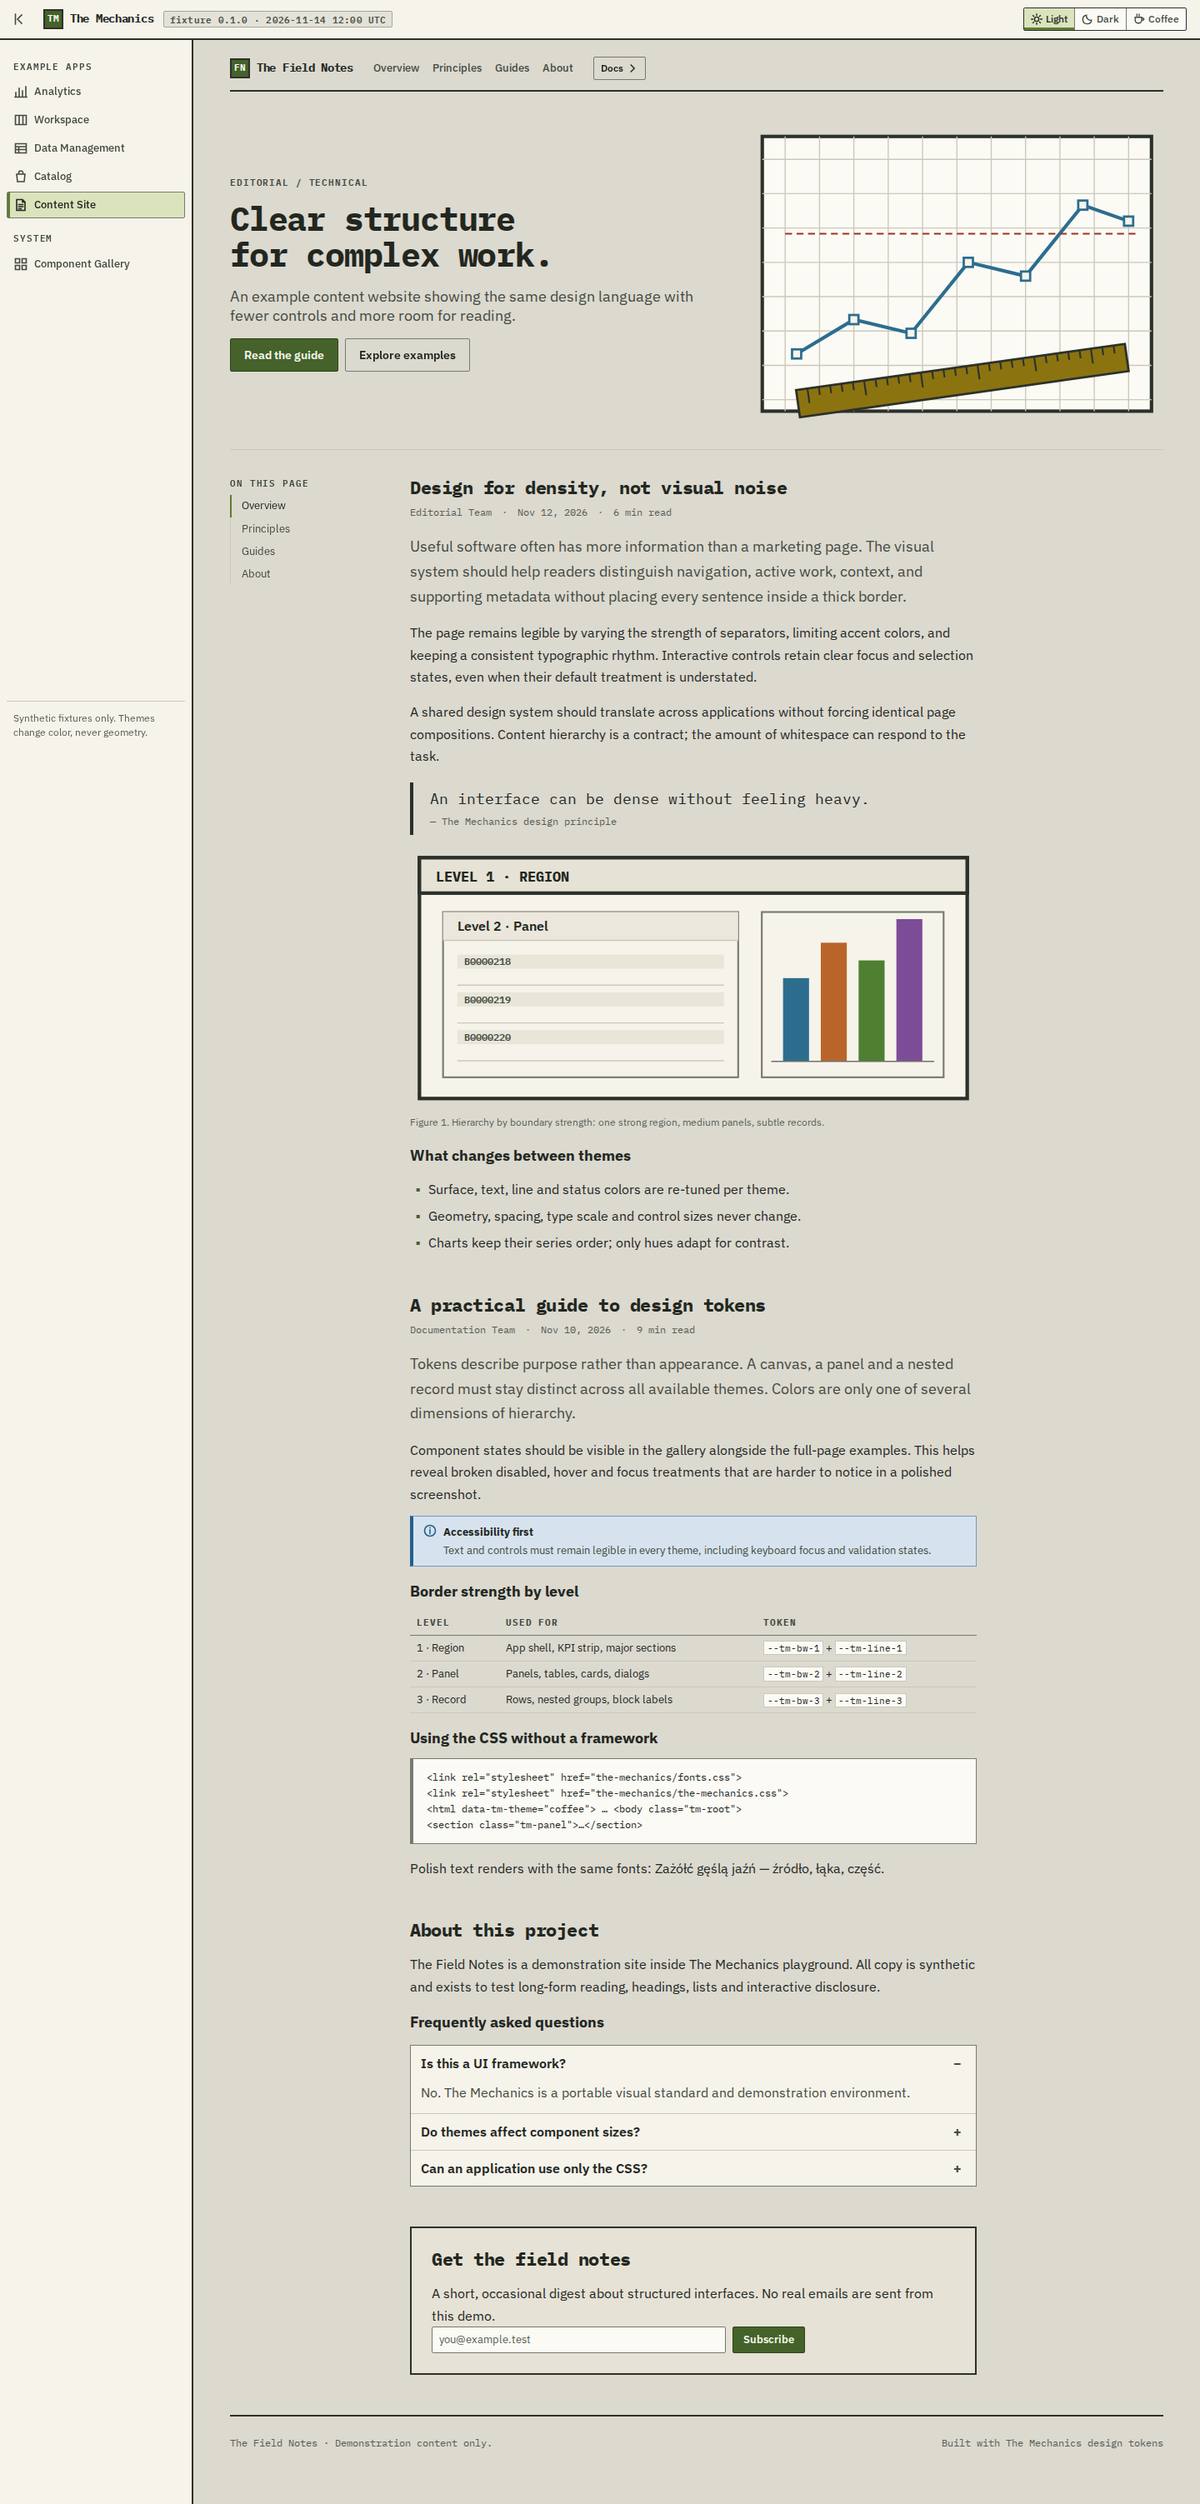 The Mechanics
fixture 0.1.0 · 2026-11-14 12:00 UTC
Light
Dark
Coffee
EXAMPLE APPS
Analytics
Workspace
Data Management
Catalog
Content Site
SYSTEM
Component Gallery
Synthetic fixtures only. Themes
change color, never geometry.
TM
FN
The Field Notes
Overview
Principles
Guides
About
Docs
EDITORIAL / TECHNICAL
Clear structure
for complex work.
An example content website showing the same design language with
fewer controls and more room for reading.
Read the guide
Explore examples
ON THIS PAGE
Overview
Principles
Guides
About
Design for density, not visual noise
Editorial Team · Nov 12, 2026 · 6 min read
Useful software often has more information than a marketing page. The visual
system should help readers distinguish navigation, active work, context, and
supporting metadata without placing every sentence inside a thick border.
The page remains legible by varying the strength of separators, limiting accent colors, and
keeping a consistent typographic rhythm. Interactive controls retain clear focus and selection
states, even when their default treatment is understated.
A shared design system should translate across applications without forcing identical page
compositions. Content hierarchy is a contract; the amount of whitespace can respond to the
task.
An interface can be dense without feeling heavy.
— The Mechanics design principle
LEVEL 1 · REGION
Level 2 · Panel
B0000218
B0000219
B0000220
Figure 1. Hierarchy by boundary strength: one strong region, medium panels, subtle records.
What changes between themes
▪ Surface, text, line and status colors are re-tuned per theme.
▪ Geometry, spacing, type scale and control sizes never change.
▪ Charts keep their series order; only hues adapt for contrast.
A practical guide to design tokens
Documentation Team · Nov 10, 2026 · 9 min read
Tokens describe purpose rather than appearance. A canvas, a panel and a nested
record must stay distinct across all available themes. Colors are only one of several
dimensions of hierarchy.
Component states should be visible in the gallery alongside the full-page examples. This helps
reveal broken disabled, hover and focus treatments that are harder to notice in a polished
screenshot.
Accessibility first
Text and controls must remain legible in every theme, including keyboard focus and validation states.
Border strength by level
LEVEL USED FOR TOKEN
1 · Region App shell, KPI strip, major sections --tm-bw-1 + --tm-line-1
2 · Panel Panels, tables, cards, dialogs --tm-bw-2 + --tm-line-2
3 · Record Rows, nested groups, block labels --tm-bw-3 + --tm-line-3
Using the CSS without a framework
<link rel="stylesheet" href="the-mechanics/fonts.css">
<link rel="stylesheet" href="the-mechanics/the-mechanics.css">
<html data-tm-theme="coffee"> … <body class="tm-root">
<section class="tm-panel">…</section>
Polish text renders with the same fonts: Zażółć gęślą jaźń — źródło, łąka, część.
About this project
The Field Notes is a demonstration site inside The Mechanics playground. All copy is synthetic
and exists to test long-form reading, headings, lists and interactive disclosure.
Frequently asked questions
Is this a UI framework? −
No. The Mechanics is a portable visual standard and demonstration environment.
Do themes affect component sizes? +
Can an application use only the CSS? +
Get the field notes
A short, occasional digest about structured interfaces. No real emails are sent from
this demo.
you@example.test
Subscribe
The Field Notes · Demonstration content only.
Built with The Mechanics design tokens